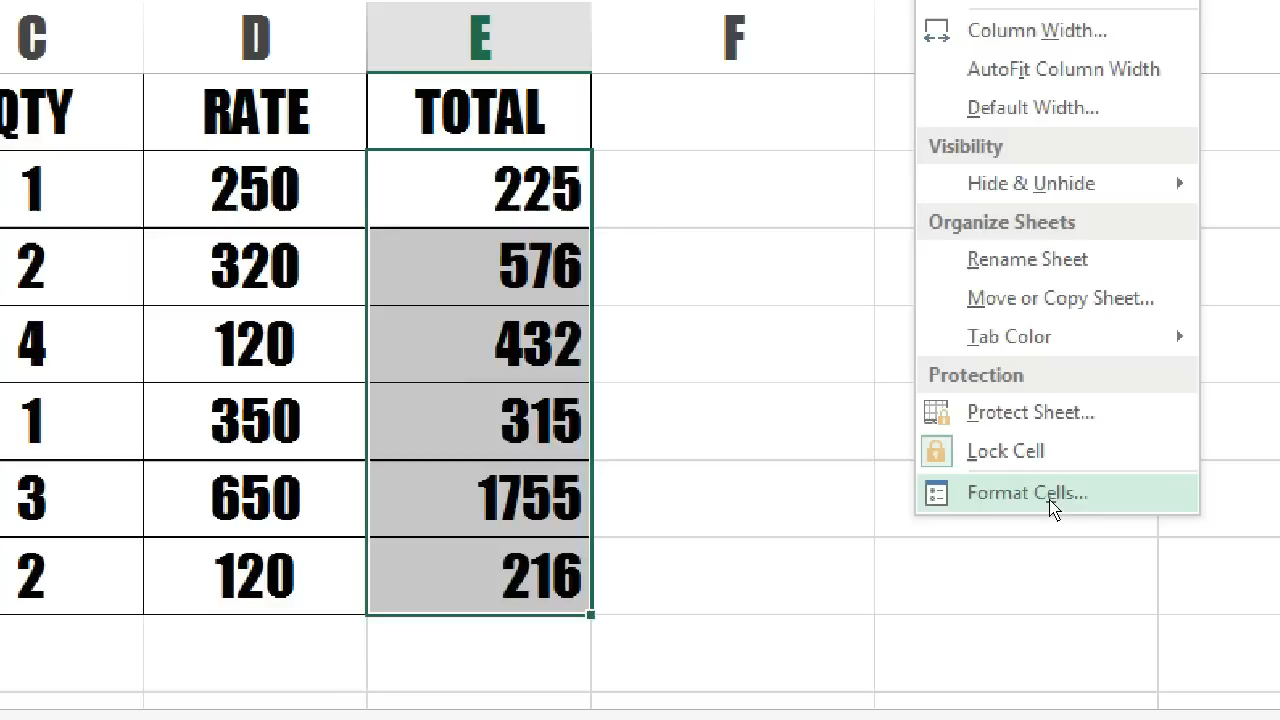 C D E F
QTY RATE TOTAL
1 250 225
2 320 576
4 120 432
1 350 315
3 650 1755
2 120 216
Column Width...
AutoFit Column Width
Default Width...
Visibility
Hide & Unhide
Organize Sheets
Rename Sheet
Move or Copy Sheet...
Tab Color
Protection
Protect Sheet...
Lock Cell
Format Cells...